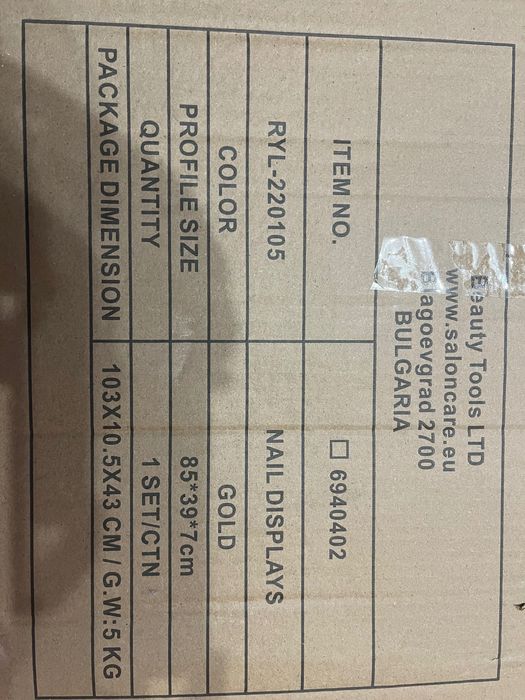 Beauty Tools LTD
www.saloncare.eu
Blagoevgrad 2700
BULGARIA
ITEM NO. 6940402
RYL-220105 NAIL DISPLAYS
COLOR GOLD
PROFILE SIZE 85*39*7cm
QUANTITY 1 SET/CTN
PACKAGE DIMENSION 103X10.5X43 CM / G.W:5 KG